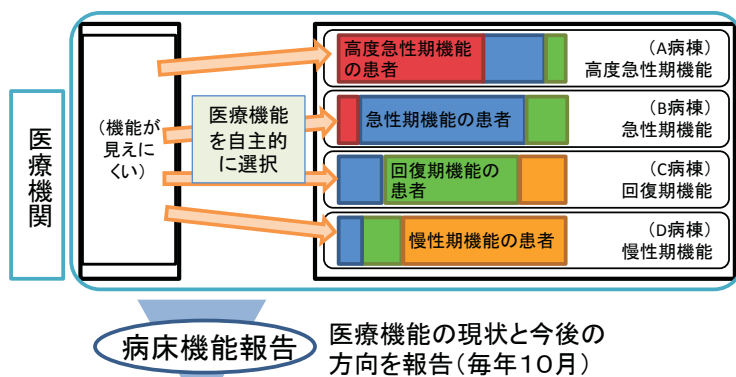 医療機関
(機能が
見えに
くい)
医療機能
を自主的
に選択
高度急性期機能
の患者
(A病棟)
高度急性期機能
急性期機能の患者
(B病棟)
急性期機能
回復期機能の
患者
(C病棟)
回復期機能
慢性期機能の患者
(D病棟)
慢性期機能
病床機能報告
医療機能の現状と今後の
方向を報告(毎年10月)